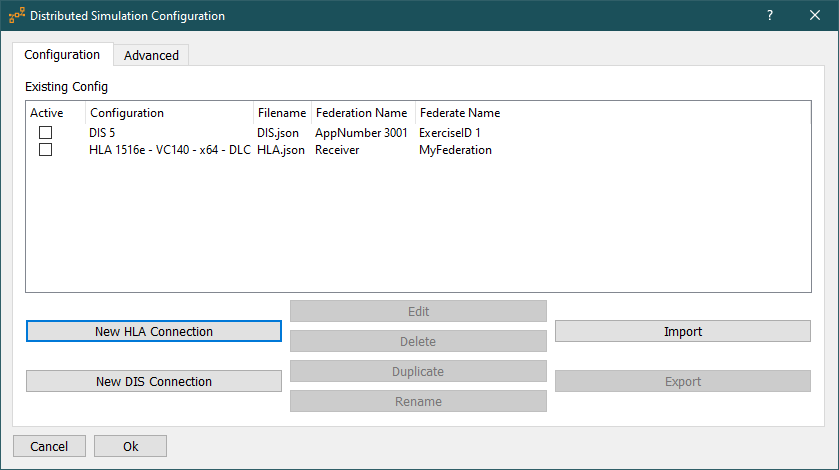 Distributed Simulation Configuration ?
Configuration Advanced
Existing Config
Active Configuration Filename Federation Name Federate Name
DIS 5 DIS.json AppNumber 3001 ExerciseID 1
HLA 1516e - VC140 - x64 - DLC HLA.json Receiver MyFederation
Edit
New HLA Connection Import
Delete
Duplicate
New DIS Connection Export
Rename
Cancel Ok